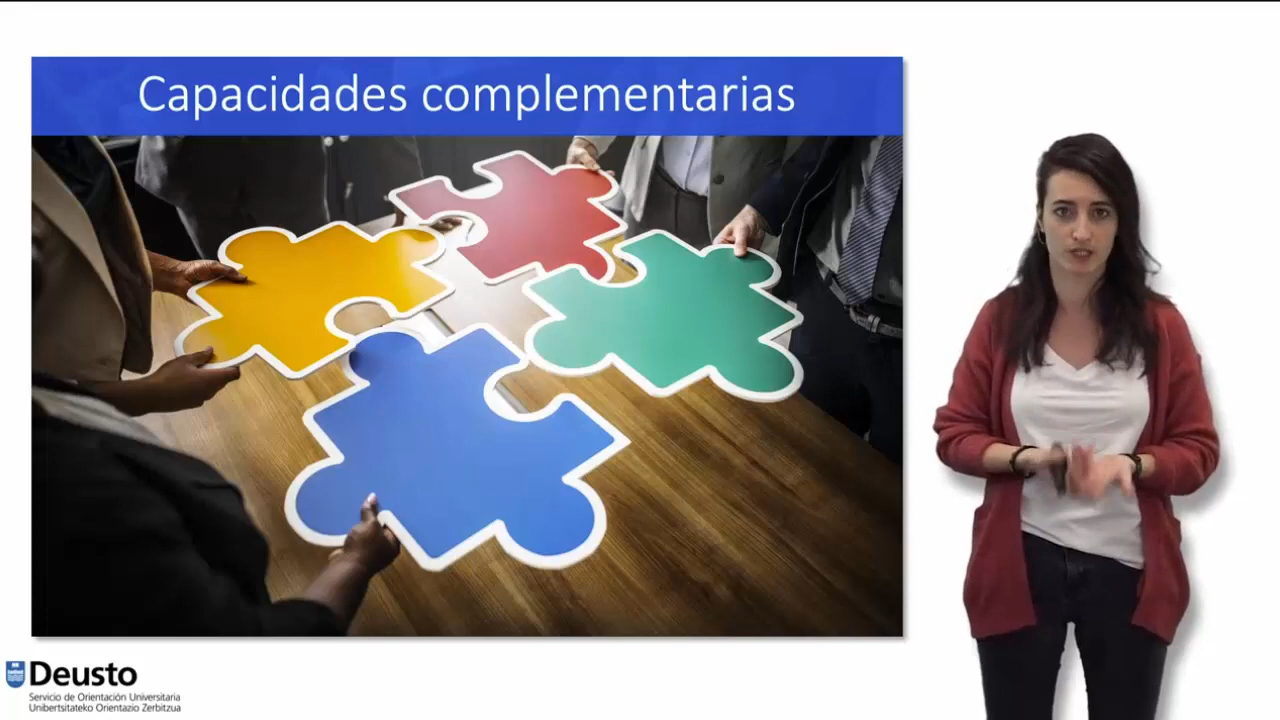 Capacidades complementarias
Deusto
Servicio de Orientación Universitaria
Unibertsitateko Orientazio Zerbitzua